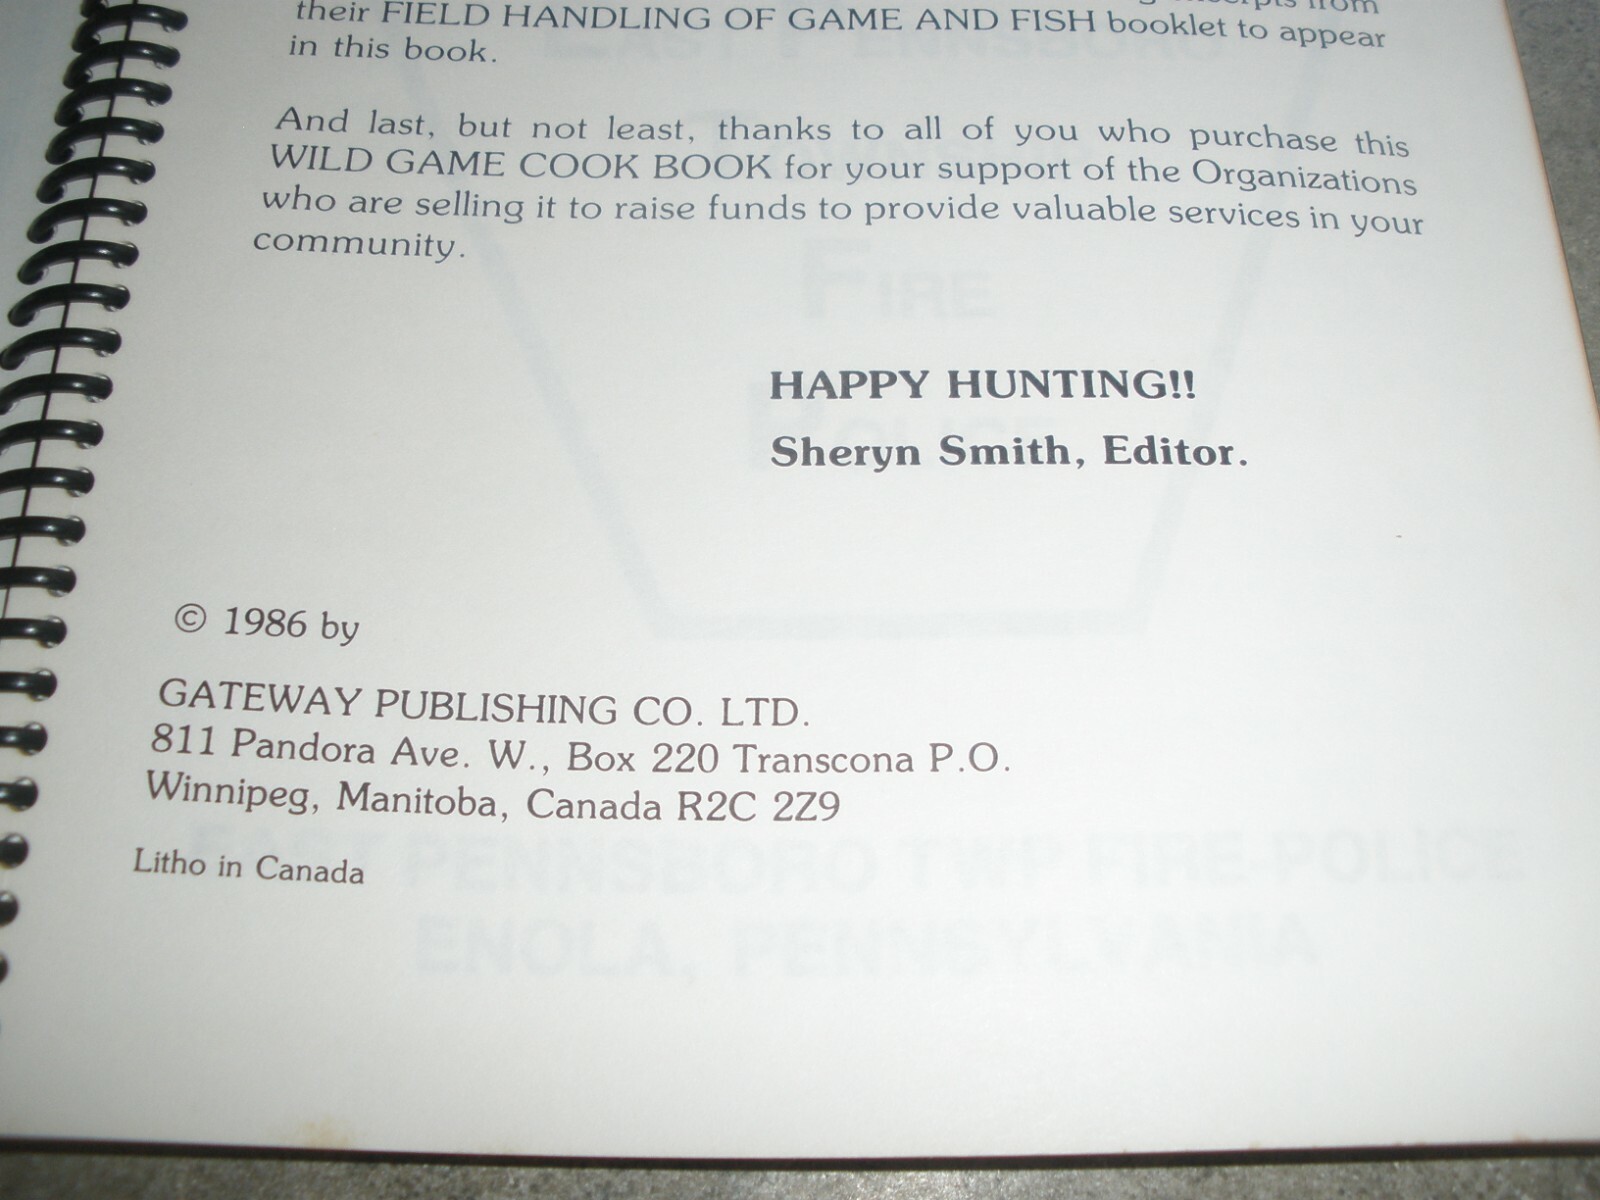 from
their FIELD HANDLING OF GAME AND FISH booklet to appear
in this book.
And last, but not least, thanks to all of you who purchase this
WILD GAME COOK BOOK for your support of the Organizations
who are selling it to raise funds to provide valuable services in your
community.
FIRE
HAPPY HUNTING!!
POLICE
Sheryn Smith, Editor.
© 1986 by
GATEWAY PUBLISHING CO. LTD.
811 Pandora Ave. W., Box 220 Transcona P.O.
Winnipeg, Manitoba, Canada R2C 2Z9
Litho in Canada
EAST PENNSBORO TWP FIRE-POLICE
ENOLA, PENNSYLVANIA